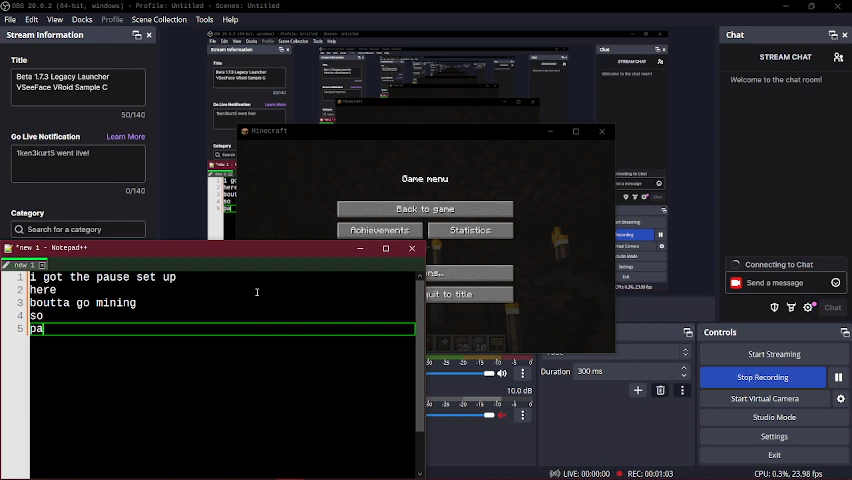 OBS 29.0.2 - Profile: Untitled - Scenes: Untitled
File Edit View Docks Profile Scene Collection Tools Help
Stream Information
Title
Beta 1.7.3 Legacy Launcher
VSeeFace VRoid Sample C
50/140
Go Live Notification Learn More
1ken3kurt5 went live!
0/140
Category
Search for a category
Minecraft
Game menu
Back to game
Achievements Statistics
ons...
quit to title
*new 1 - Notepad++
new 1
1 i got the pause set up
2 here
3 boutta go mining
4 so
5 pa
Chat
STREAM CHAT
Welcome to the chat room!
Connecting to Chat
Send a message
Chat
10.0 dB
Duration 300 ms
Controls
Start Streaming
Stop Recording
Start Virtual Camera
Studio Mode
Settings
Exit
LIVE: 00:00:00 REC: 00:01:03 CPU: 0.3%, 23.98 fps